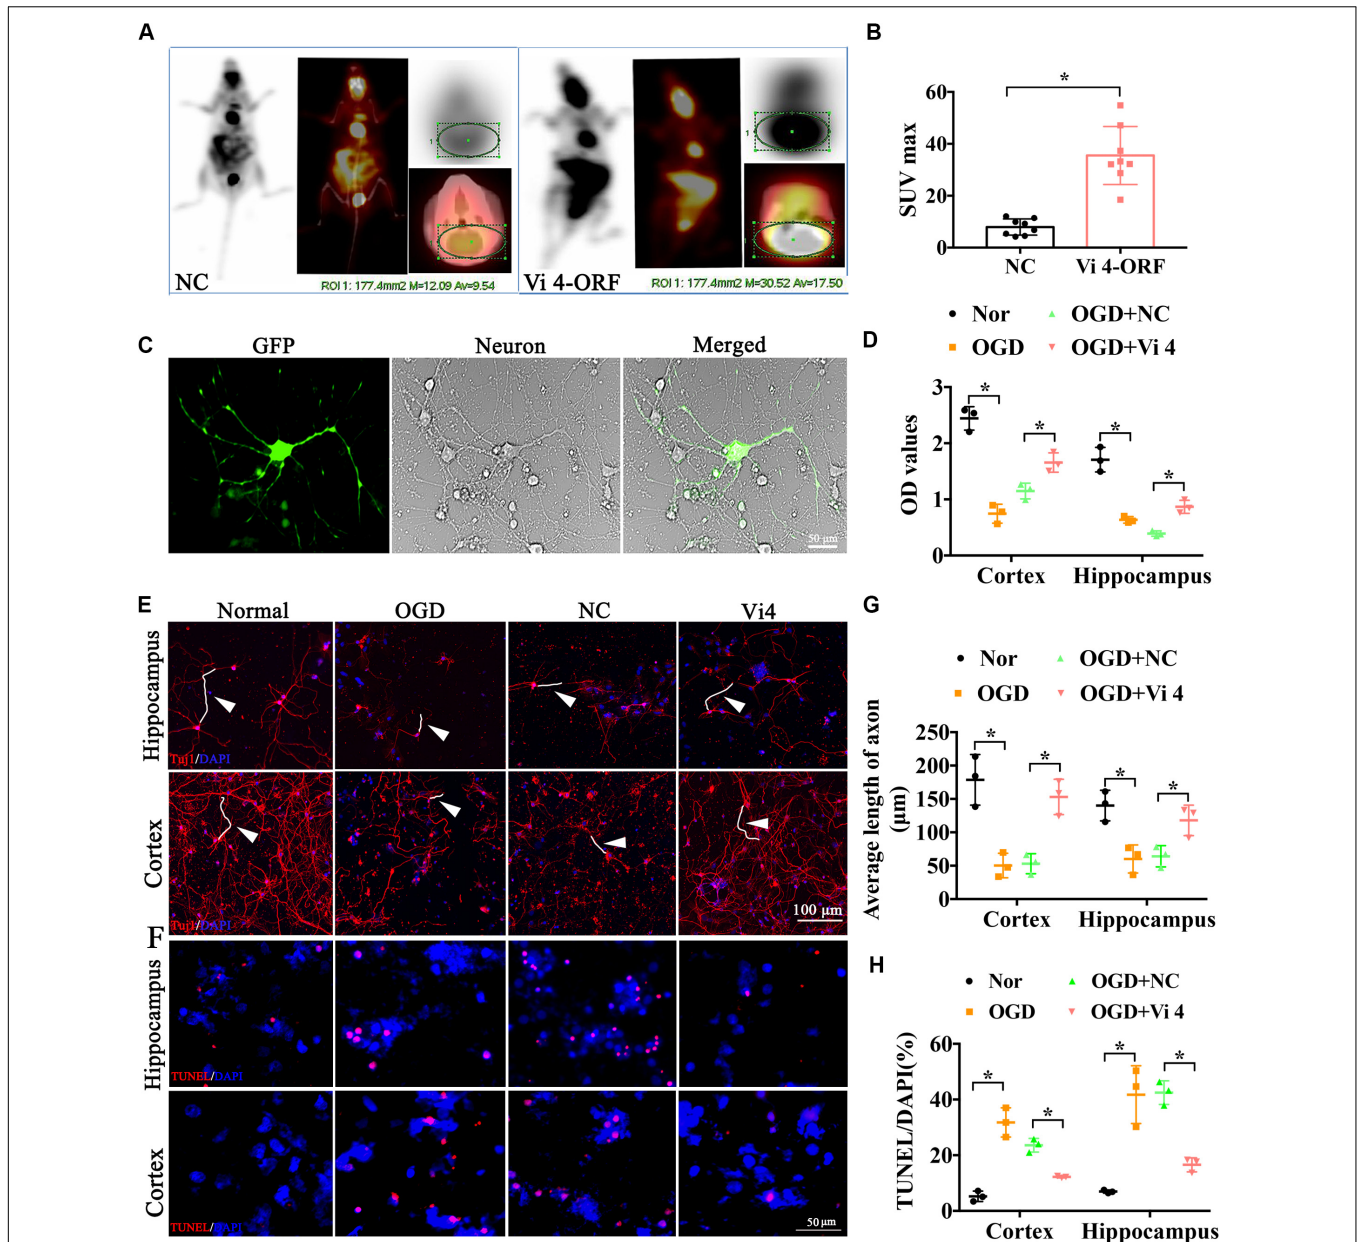 A
NC
ROI 1: 177.4mm2 M=12.09 Av=9.54
1
1
Vi 4-ORF
ROI 1: 177.4mm2 M=30.52 Av=17.50
1
1
B
*
SUV max
60
40
20
0
NC Vi 4-ORF
C
GFP Neuron Merged
50 µm
D
Nor OGD+NC
OGD OGD+Vi 4
OD values
3
2
1
0
* * * *
Cortex Hippocampus
E
Normal OGD NC Vi4
Hippocampus
Tuj1/DAPI
Cortex
Tuj1/DAPI
100 µm
F
Hippocampus
TUNEL/DAPI
Cortex
TUNEL/DAPI
50 µm
G
Nor OGD+NC
OGD OGD+Vi 4
Average length of axon
(µm)
250
200
150
100
50
0
* * * *
Cortex Hippocampus
H
Nor OGD+NC
OGD OGD+Vi 4
TUNEL/DAPI(%)
60
40
20
0
* * * *
Cortex Hippocampus